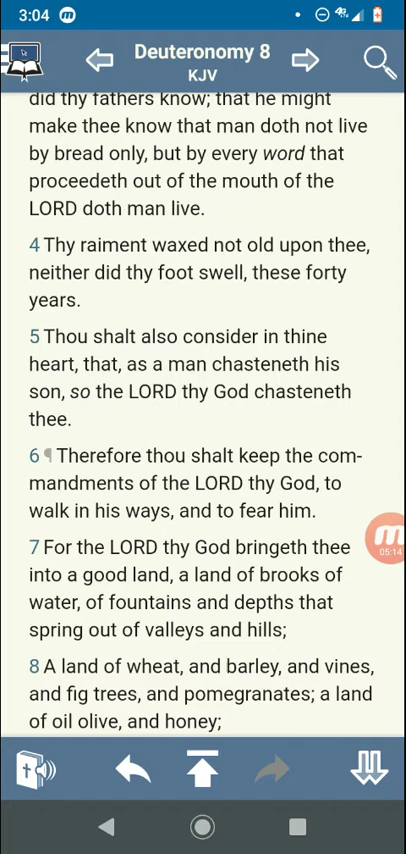 3:04
4G
Deuteronomy 8
KJV
did thy fathers know; that he might
make thee know that man doth not live
by bread only, but by every word that
proceedeth out of the mouth of the
LORD doth man live.
4 Thy raiment waxed not old upon thee,
neither did thy foot swell, these forty
years.
5 Thou shalt also consider in thine
heart, that, as a man chasteneth his
son, so the LORD thy God chasteneth
thee.
6 ¶ Therefore thou shalt keep the com-
mandments of the LORD thy God, to
walk in his ways, and to fear him.
7 For the LORD thy God bringeth thee
into a good land, a land of brooks of
water, of fountains and depths that
spring out of valleys and hills;
05:14
8 A land of wheat, and barley, and vines,
and fig trees, and pomegranates; a land
of oil olive, and honey;